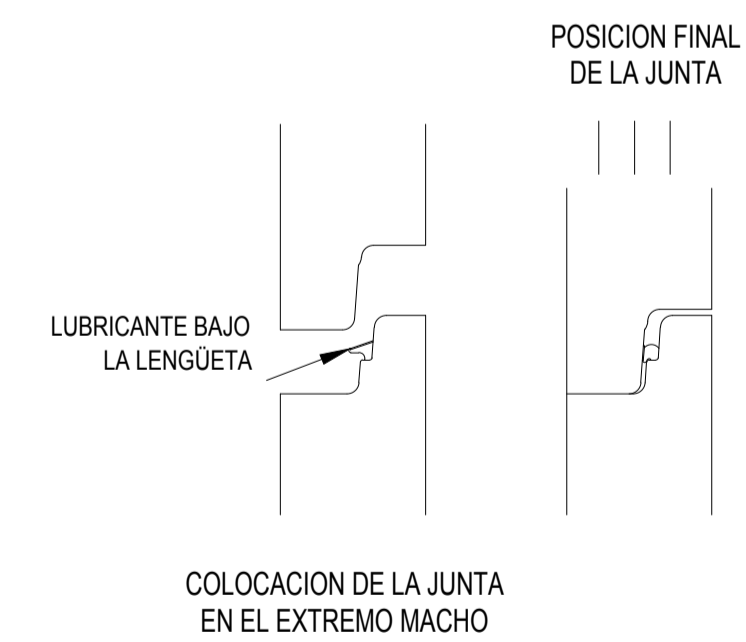 POSICION FINAL
DE LA JUNTA
LUBRICANTE BAJO
LA LENGÜETA
COLOCACION DE LA JUNTA
EN EL EXTREMO MACHO